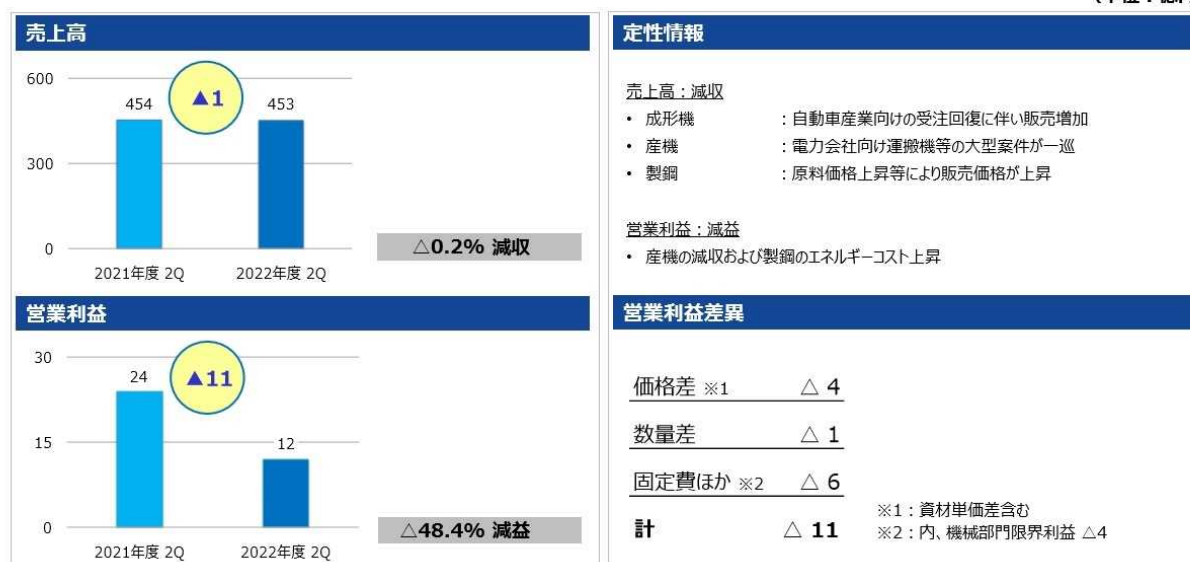 売上高
600
300
0
454
▲1
453
2021年度 2Q
2022年度 2Q
△0.2% 減収
定性情報
売上高：減収
• 成形機 ：自動車産業向けの受注回復に伴い販売増加
• 産機 ：電力会社向け運搬機等の大型案件が一巡
• 製鋼 ：原料価格上昇等により販売価格が上昇
営業利益：減益
• 産機の減収および製鋼のエネルギーコスト上昇
営業利益
30
15
0
24
▲11
12
2021年度 2Q
2022年度 2Q
△48.4% 減益
営業利益差異
価格差 ※1 △ 4
数量差 △ 1
固定費ほか ※2 △ 6
計 △ 11
※1：資材単価差含む
※2：内、機械部門限界利益 △4